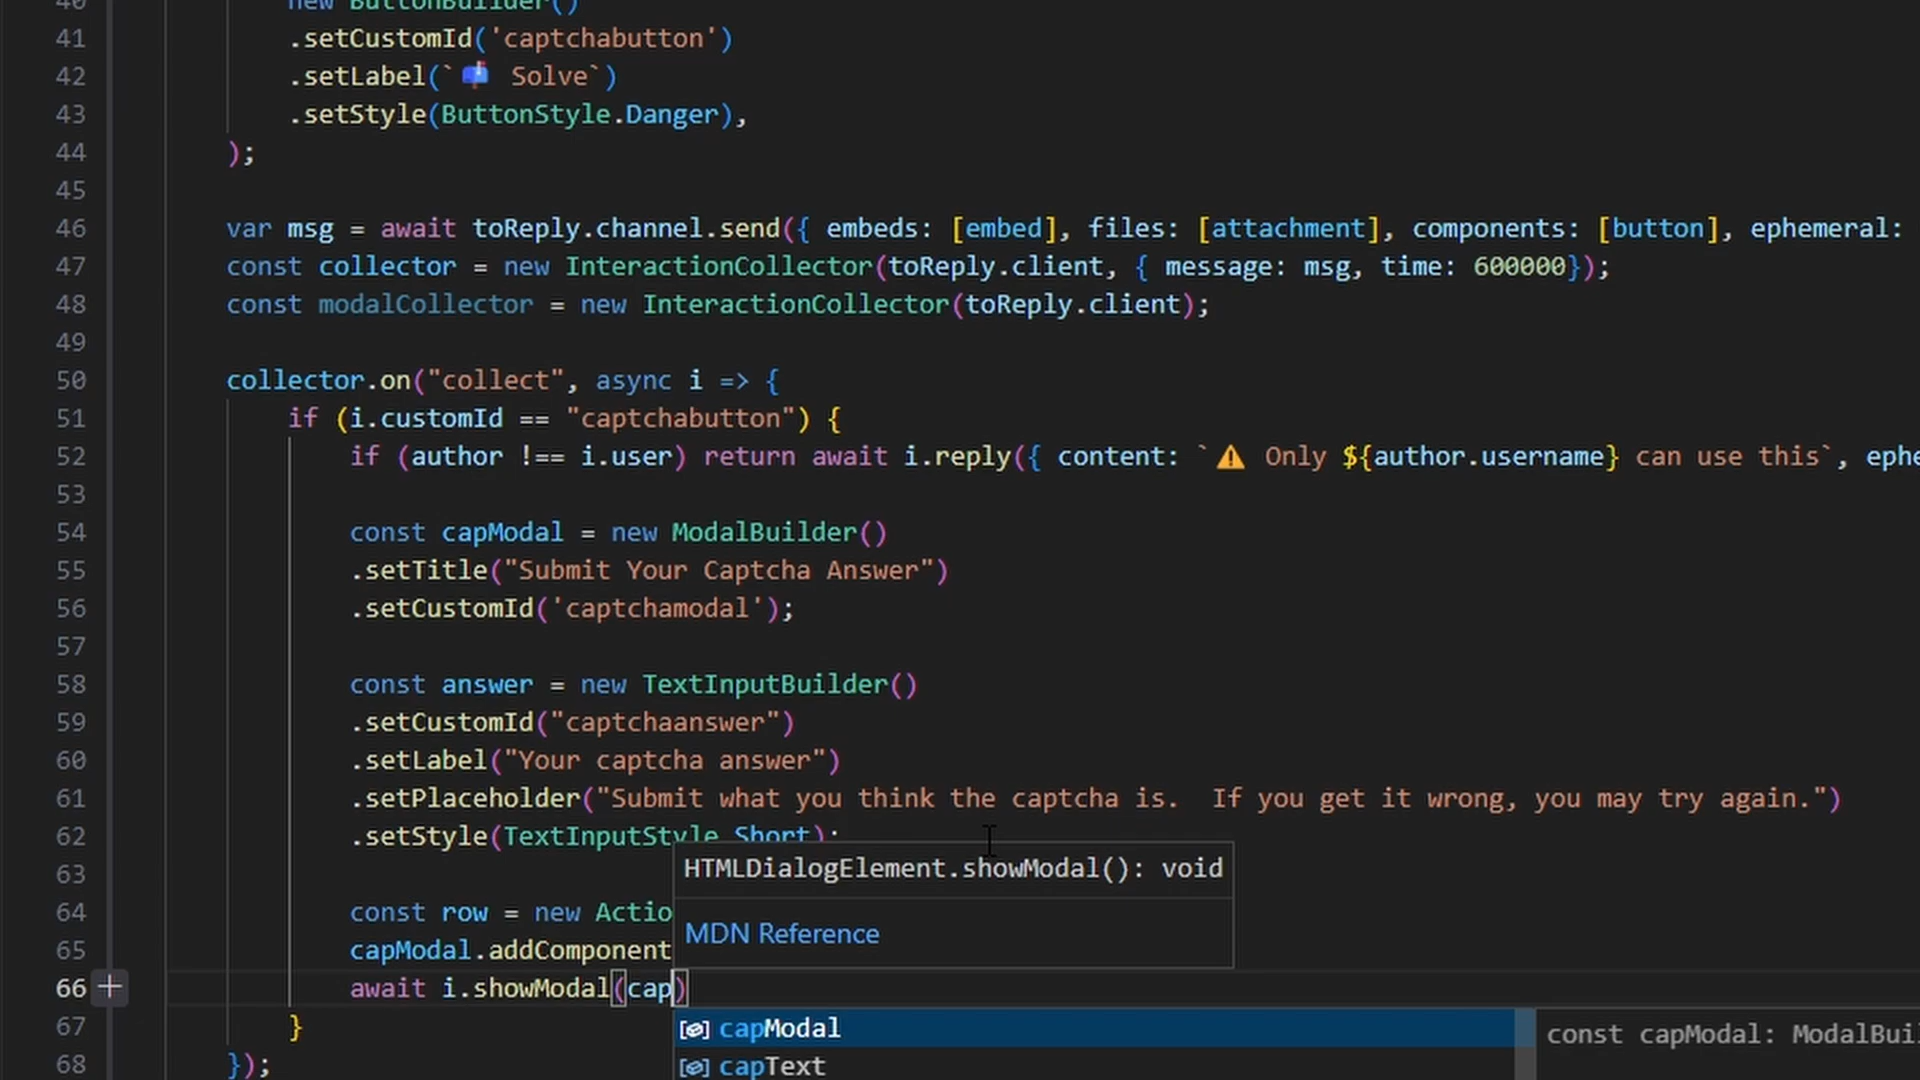 40 new ButtonBuilder()
41 .setCustomId('captchabutton')
42 .setLabel(`📫 Solve`)
43 .setStyle(ButtonStyle.Danger),
44 );
45
46 var msg = await toReply.channel.send({ embeds: [embed], files: [attachment], components: [button], ephemeral:
47 const collector = new InteractionCollector(toReply.client, { message: msg, time: 600000});
48 const modalCollector = new InteractionCollector(toReply.client);
49
50 collector.on("collect", async i => {
51 if (i.customId == "captchabutton") {
52 if (author !== i.user) return await i.reply({ content: `⚠️ Only ${author.username} can use this`, ephe
53
54 const capModal = new ModalBuilder()
55 .setTitle("Submit Your Captcha Answer")
56 .setCustomId('captchamodal');
57
58 const answer = new TextInputBuilder()
59 .setCustomId("captchaanswer")
60 .setLabel("Your captcha answer")
61 .setPlaceholder("Submit what you think the captcha is.  If you get it wrong, you may try again.")
62 .setStyle(TextInputStyle.Short);
HTMLDialogElement.showModal(): void
63
64 const row = new Actio
MDN Reference
65 capModal.addComponent
66 await i.showModal(cap)
67 }
capModal
const capModal: ModalBuil
68 });
capText